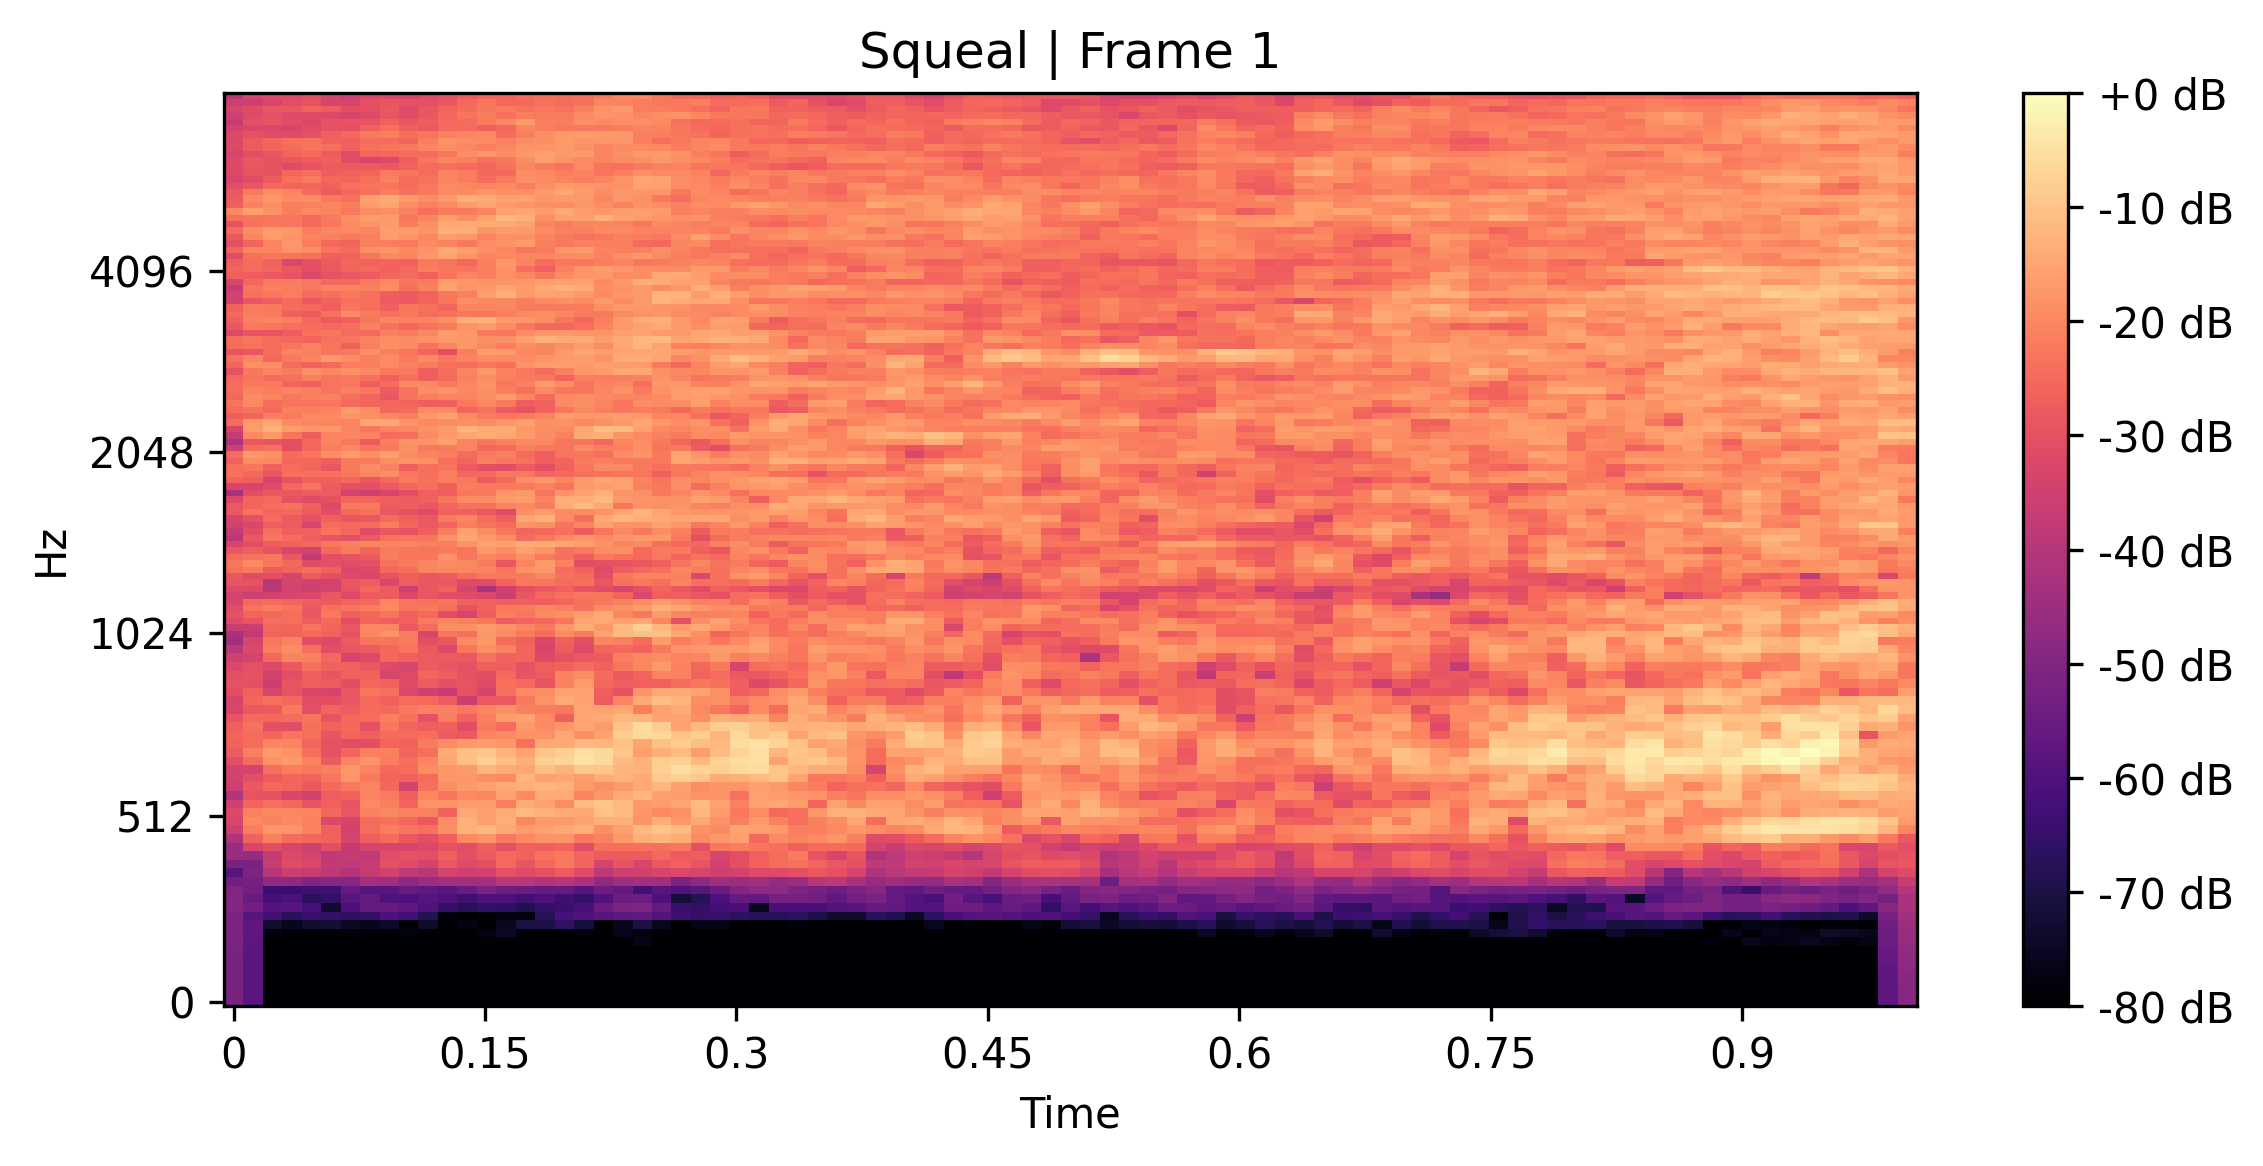 Squeal | Frame 1
+0 dB
-10 dB
-20 dB
-30 dB
-40 dB
-50 dB
-60 dB
-70 dB
-80 dB
Hz
4096
2048
1024
512
0
0 0.15 0.3 0.45 0.6 0.75 0.9
Time